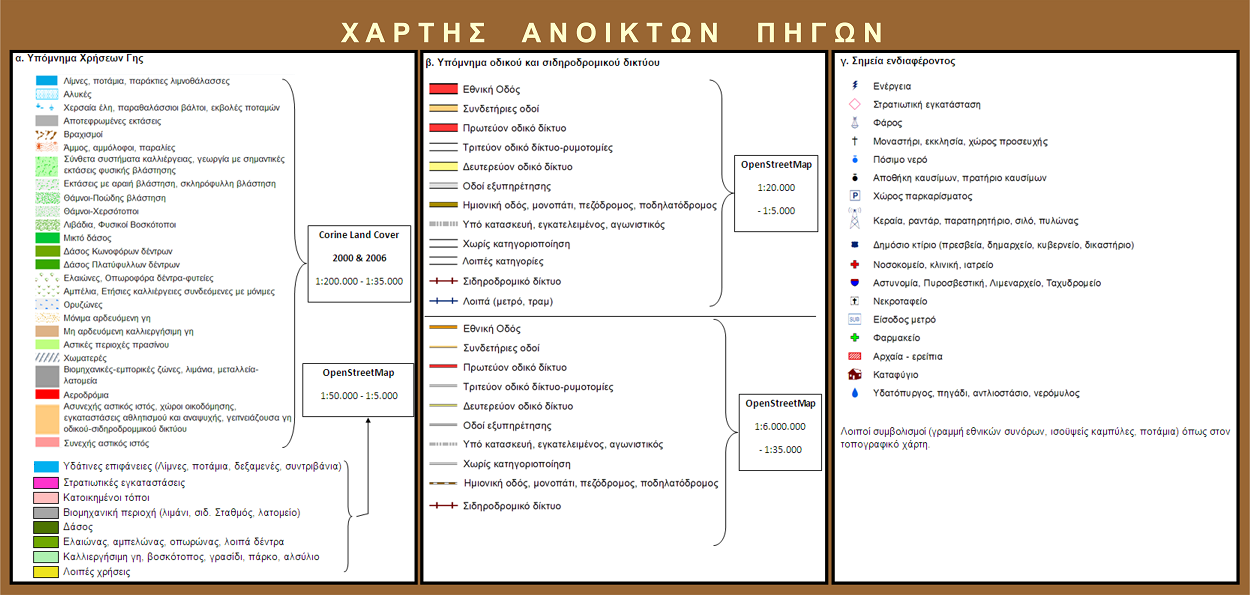 ΧΑΡΤΗΣ ΑΝΟΙΚΤΩΝ ΠΗΓΩΝ
α. Υπόμνημα Χρήσεων Γης
Λίμνες, ποτάμια, παράκτιες λιμνοθάλασσες
Αλυκές
Χερσαία έλη, παραθαλάσσιοι βάλτοι, εκβολές ποταμών
Αποτεφρωμένες εκτάσεις
Βραχισμοί
Άμμος, αμμόλοφοι, παραλίες
Σύνθετα συστήματα καλλιέργειας, γεωργία με σημαντικές
εκτάσεις φυσικής βλάστησης
Εκτάσεις με αραιή βλάστηση, σκληρόφυλλη βλάστηση
Θάμνοι-Ποώδης βλάστηση
Θάμνοι-Χερσότοποι
Λιβάδια, Φυσικοί Βοσκότοποι
Μικτό δάσος
Δάσος Κωνοφόρων δέντρων
Δάσος Πλατύφυλλων δέντρων
Ελαιώνες, Οπωροφόρα δέντρα-φυτείες
Αμπέλια, Ετήσιες καλλιέργειες συνδεόμενες με μόνιμες
Ορυζώνες
Μόνιμα αρδευόμενη γη
Μη αρδευόμενη καλλιεργήσιμη γη
Αστικές περιοχές πρασίνου
Χωματερές
Βιομηχανικές-εμπορικές ζώνες, λιμάνια, μεταλλεία-
λατομεία
Αεροδρόμια
Ασυνεχής αστικός ιστός, χώροι οικοδόμησης,
εγκαταστάσεις αθλητισμού και αναψυχής, γειτνειάζουσα γη
οδικού-σιδηροδρομμικού δικτύου
Συνεχής αστικός ιστός
Corine Land Cover
2000 & 2006
1:200.000 - 1:35.000
OpenStreetMap
1:50.000 - 1:5.000
Υδάτινες επιφάνειες (Λίμνες, ποτάμια, δεξαμενές, συντριβάνια)
Στρατιωτικές εγκαταστάσεις
Κατοικημένοι τόποι
Βιομηχανική περιοχή (λιμάνι, σιδ. Σταθμός, λατομείο)
Δάσος
Ελαιώνας, αμπελώνας, οπωρώνας, λοιπά δέντρα
Καλλιεργήσιμη γη, βοσκότοπος, γρασίδι, πάρκο, αλσύλιο
Λοιπές χρήσεις
β. Υπόμνημα οδικού και σιδηροδρομικού δικτύου
Εθνική Οδός
Συνδετήριες οδοί
Πρωτεύον οδικό δίκτυο
Τριτεύον οδικό δίκτυο-ρυμοτομίες
Δευτερεύον οδικό δίκτυο
Οδοί εξυπηρέτησης
Ημιονική οδός, μονοπάτι, πεζόδρομος, ποδηλατόδρομος
Υπό κατασκευή, εγκατελειμένος, αγωνιστικός
Χωρίς κατηγοριοποίηση
Λοιπές κατηγορίες
Σιδηροδρομικό δίκτυο
Λοιπά (μετρό, τραμ)
OpenStreetMap
1:20.000
- 1:5.000
Εθνική Οδός
Συνδετήριες οδοί
Πρωτεύον οδικό δίκτυο
Τριτεύον οδικό δίκτυο-ρυμοτομίες
Δευτερεύον οδικό δίκτυο
Οδοί εξυπηρέτησης
Υπό κατασκευή, εγκατελειμένος, αγωνιστικός
Χωρίς κατηγοριοποίηση
Ημιονική οδός, μονοπάτι, πεζόδρομος, ποδηλατόδρομος
Σιδηροδρομικό δίκτυο
OpenStreetMap
1:6.000.000
- 1:35.000
γ. Σημεία ενδιαφέροντος
Ενέργεια
Στρατιωτική εγκατάσταση
Φάρος
Μοναστήρι, εκκλησία, χώρος προσευχής
Πόσιμο νερό
Αποθήκη καυσίμων, πρατήριο καυσίμων
P Χώρος παρκαρίσματος
Κεραία, ραντάρ, παρατηρητήριο, σιλό, πυλώνας
Δημόσιο κτίριο (πρεσβεία, δημαρχείο, κυβερνείο, δικαστήριο)
Νοσοκομείο, κλινική, ιατρείο
Αστυνομία, Πυροσβεστική, Λιμεναρχείο, Ταχυδρομείο
Νεκροταφείο
SUB Είσοδος μετρό
Φαρμακείο
Αρχαία - ερείπια
Καταφύγιο
Υδατόπυργος, πηγάδι, αντλιοστάσιο, νερόμυλος
Λοιποί συμβολισμοί (γραμμή εθνικών συνόρων, ισοϋψείς καμπύλες, ποτάμια) όπως στον
τοπογραφικό χάρτη.